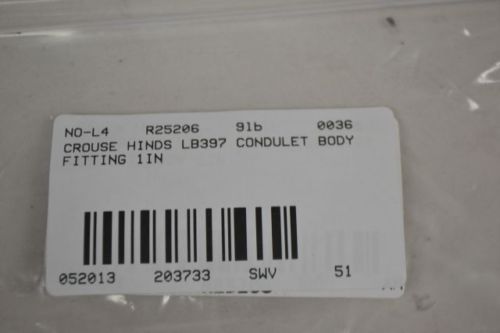 NO-L4 R25206 91b 0036
CROUSE HINDS LB397 CONDULET BODY
FITTING 1IN
052013 203733 SWV 51